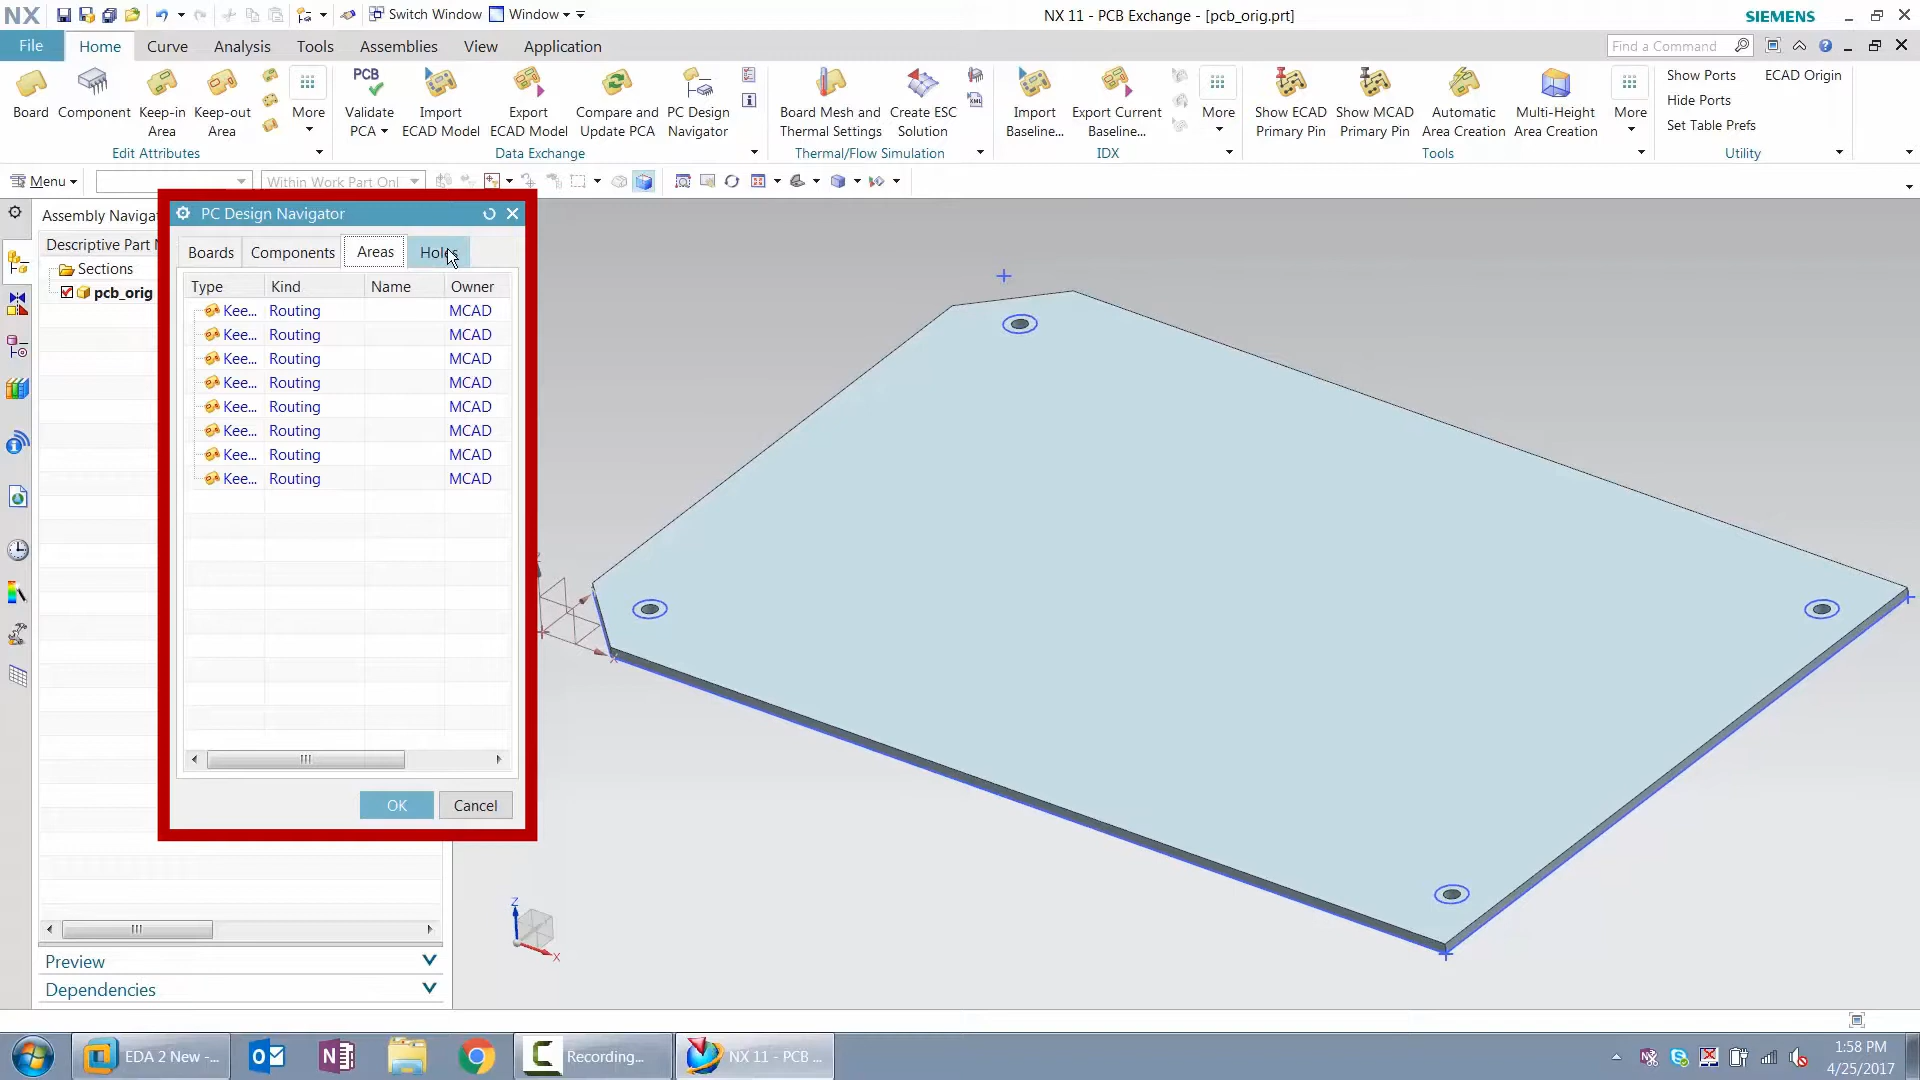 NX Switch Window Window NX 11 - PCB Exchange - [pcb_orig.prt] SIEMENS
File Home Curve Analysis Tools Assemblies View Application Find a Command
Board Component Keep-in Area Keep-out Area More
PCB Validate PCA Import ECAD Model Export ECAD Model Compare and Update PCA PC Design Navigator
Board Mesh and Thermal Settings Create ESC Solution
Import Baseline... Export Current Baseline... More
Show ECAD Primary Pin Show MCAD Primary Pin Automatic Area Creation Multi-Height Area Creation More
Show Ports ECAD Origin
Hide Ports
Set Table Prefs
Edit Attributes Data Exchange Thermal/Flow Simulation IDX Tools Utility
Menu Within Work Part Onl
Assembly Naviga
Descriptive Part
Sections
pcb_orig
PC Design Navigator
Boards Components Areas Holes
Type Kind Name Owner
Kee... Routing MCAD
Kee... Routing MCAD
Kee... Routing MCAD
Kee... Routing MCAD
Kee... Routing MCAD
Kee... Routing MCAD
Kee... Routing MCAD
Kee... Routing MCAD
OK Cancel
X
Z
X
Preview
Dependencies
EDA 2 New -... Recording... NX 11 - PCB ...
1:58 PM
4/25/2017